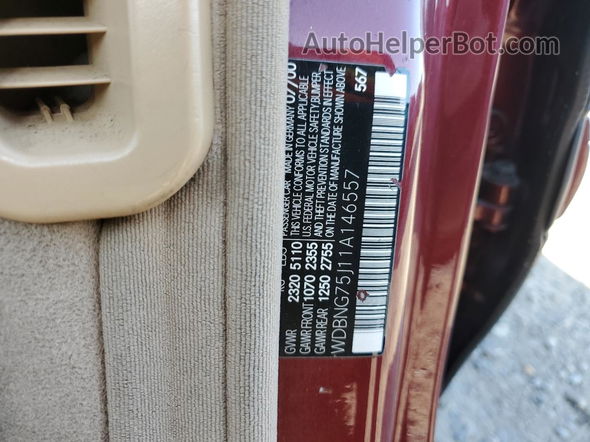 AutoHelperBot.com
MADE IN GERMANY 07/00
PASSENGER CAR
THIS VEHICLE CONFORMS TO ALL APPLICABLE
U.S. FEDERAL MOTOR VEHICLE SAFETY, BUMPER,
AND THEFT PREVENTION STANDARDS IN EFFECT
ON THE DATE OF MANUFACTURE SHOWN ABOVE
KG LBS
GVWR 2320 5110
GAWR FRONT 1070 2355
GAWR REAR 1250 2755
567
WDBNG75J11A146557